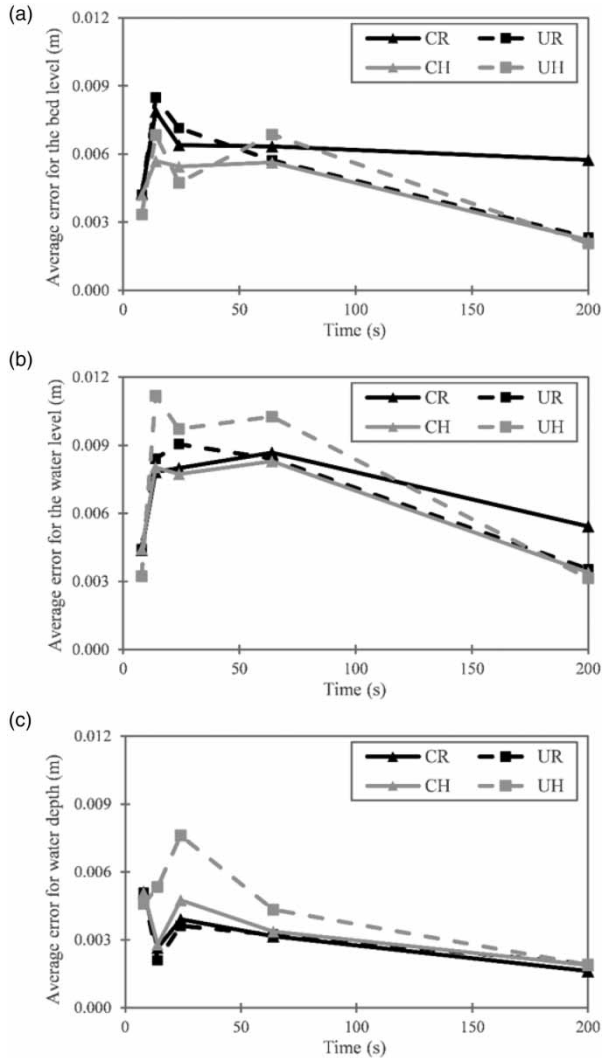 (a)
0.012
0.009
0.006
0.003
0.000
Average error for the bed level (m)
CR UR
CH UH
0 50 100 150 200
Time (s)
(b)
0.012
0.009
0.006
0.003
0.000
Average error for the water level (m)
CR UR
CH UH
0 50 100 150 200
Time (s)
(c)
0.012
0.009
0.006
0.003
0.000
Average error for water depth (m)
CR UR
CH UH
0 50 100 150 200
Time (s)